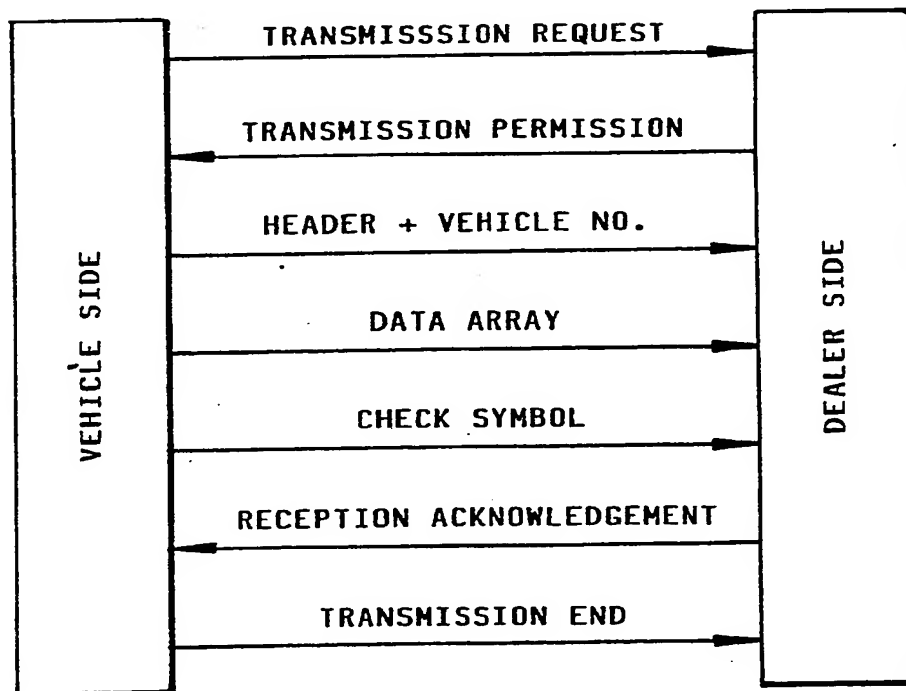 TRANSMISSSION REQUEST
TRANSMISSION PERMISSION
HEADER + VEHICLE NO.
DATA ARRAY
CHECK SYMBOL
RECEPTION ACKNOWLEDGEMENT
TRANSMISSION END
VEHICLE SIDE
DEALER SIDE